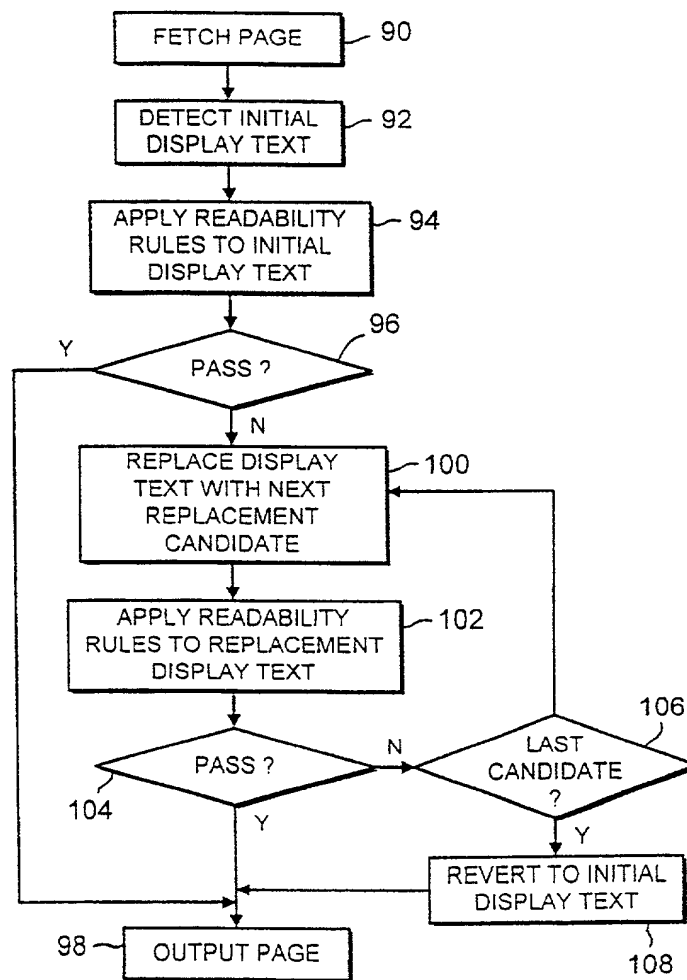 FETCH PAGE
90
DETECT INITIAL
DISPLAY TEXT
92
APPLY READABILITY
RULES TO INITIAL
DISPLAY TEXT
94
96
Y
PASS ?
N
REPLACE DISPLAY
TEXT WITH NEXT
REPLACEMENT
CANDIDATE
100
APPLY READABILITY
RULES TO REPLACEMENT
DISPLAY TEXT
102
106
PASS ?
N
LAST
CANDIDATE
?
104
Y
Y
REVERT TO INITIAL
DISPLAY TEXT
98
OUTPUT PAGE
108